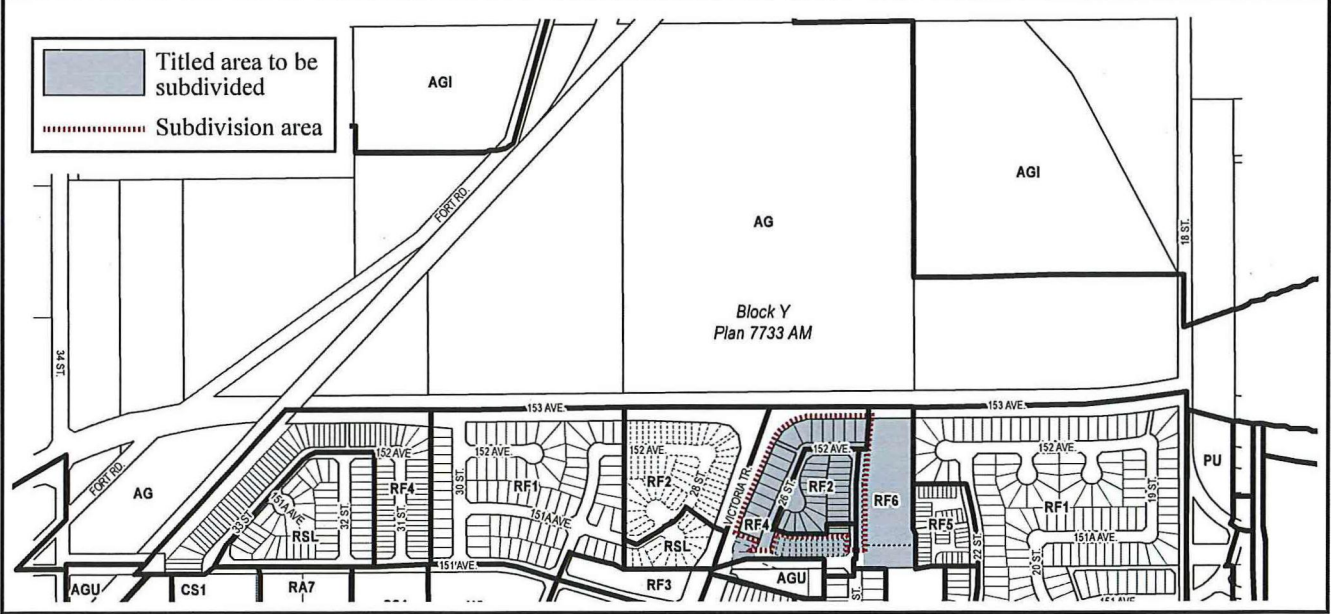 Titled area to be
subdivided
Subdivision area
AGI
FORT RD.
AG
AGI
18 ST.
Block Y
Plan 7733 AM
34 ST.
153 AVE.
153 AVE.
FORT RD.
AG
33 ST.
151A AVE.
RSL
32 ST.
152 AVE.
RF4
31 ST.
30 ST.
152 AVE.
RF1
151A AVE.
152 AVE.
RF2
28 ST.
RSL
VICTORIA TR.
RF4
26 ST.
152 AVE.
RF2
RF6
RF5
22 ST.
152 AVE.
RF1
20 ST.
151A AVE.
19 ST.
PU
151 AVE.
AGU
CS1
RA7
RF3
AGU
ST.